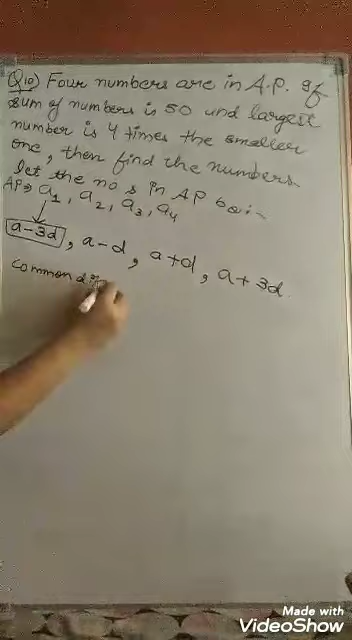 Q10) Four numbers are in A.P. If
sum of numbers is 50 and largest
number is 4 times the smaller
one, then find the numbers.
let the no s in AP be in
AP⇒ a1, a2, a3, a4
a-3d, a-d, a+d, a+3d
common
Made with
VideoShow